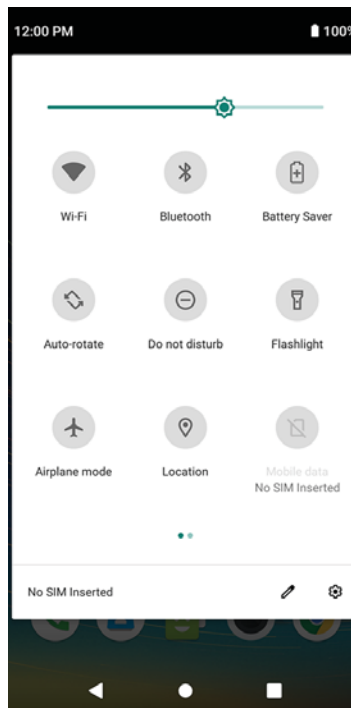 12:00 PM 100%
Wi-Fi Bluetooth Battery Saver
Auto-rotate Do not disturb Flashlight
Airplane mode Location Mobile data
No SIM Inserted
No SIM Inserted